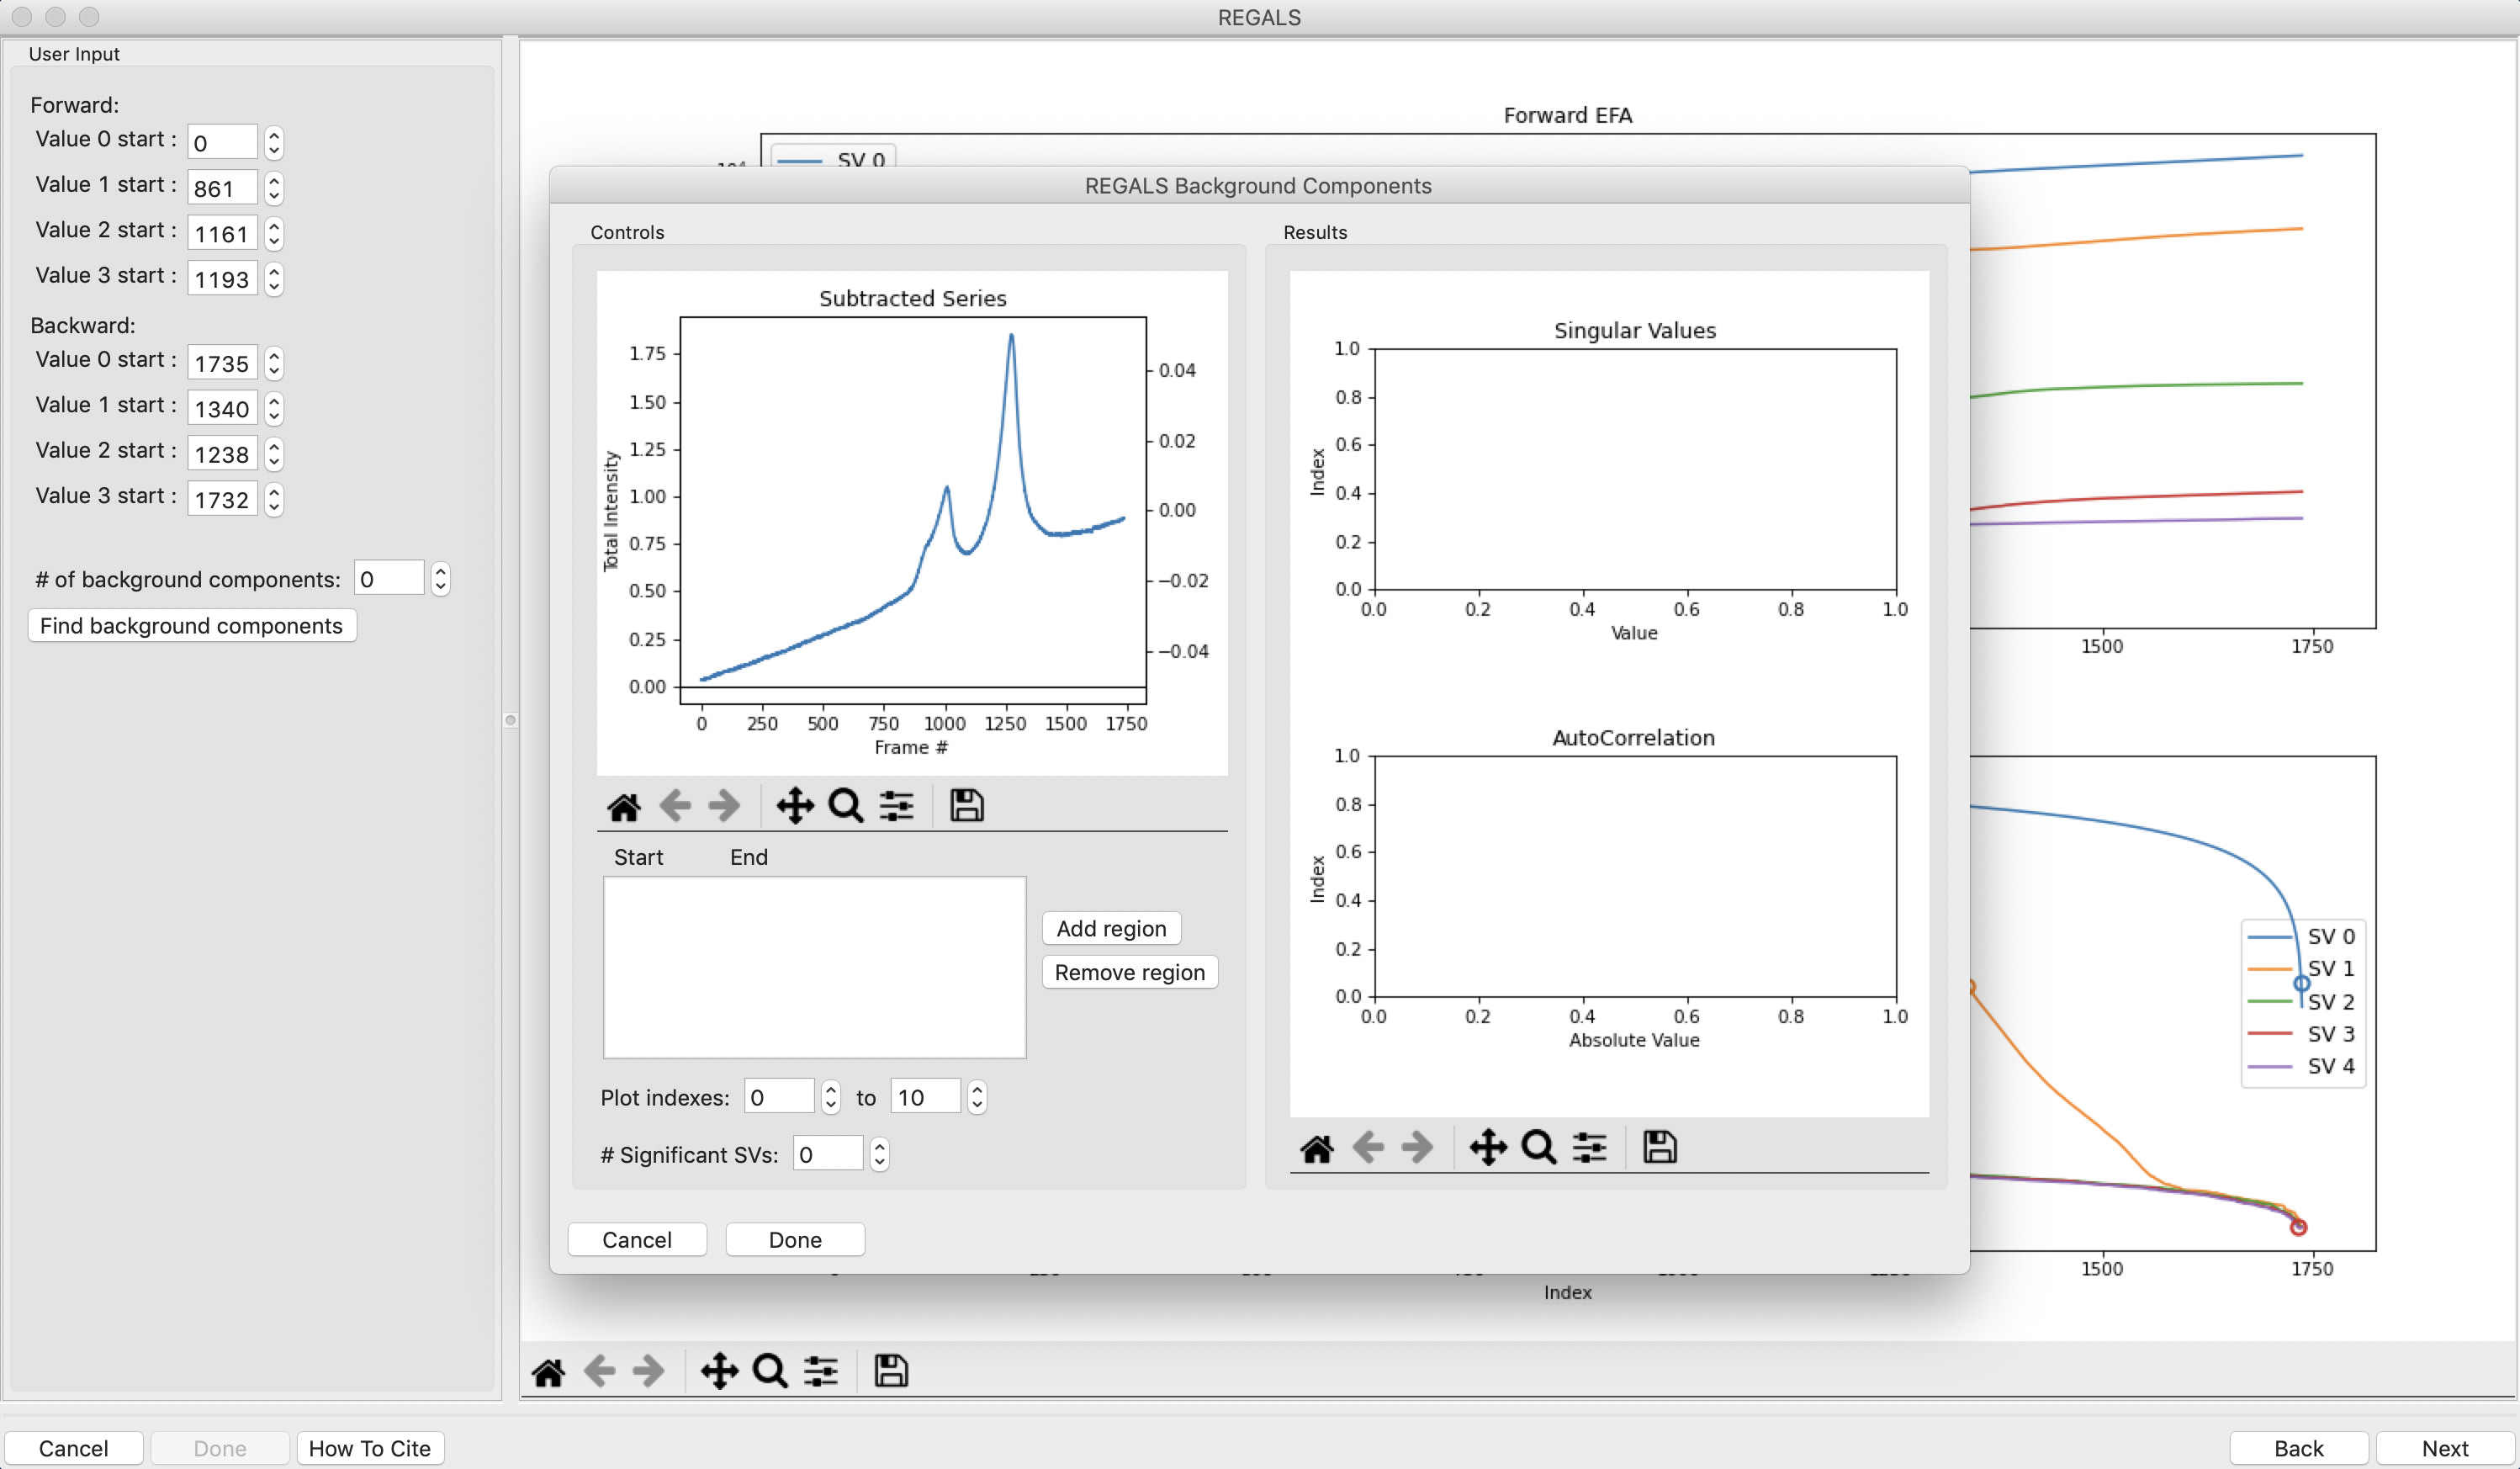 REGALS
User Input
Forward:
Value 0 start : 0
Value 1 start : 861
Value 2 start : 1161
Value 3 start : 1193
Backward:
Value 0 start : 1735
Value 1 start : 1340
Value 2 start : 1238
Value 3 start : 1732
# of background components: 0
Find background components
Forward EFA
SV 0
1500 1750
REGALS Background Components
Controls
Subtracted Series
1.75
1.50
1.25
1.00
0.75
0.50
0.25
0.00
Total Intensity
0.04
0.02
0.00
−0.02
−0.04
0 250 500 750 1000 1250 1500 1750
Frame #
Start End
Add region
Remove region
Plot indexes: 0 to 10
# Significant SVs: 0
Cancel Done
Results
Singular Values
1.0
0.8
0.6
0.4
0.2
0.0
Index
0.0 0.2 0.4 0.6 0.8 1.0
Value
AutoCorrelation
1.0
0.8
0.6
0.4
0.2
0.0
Index
0.0 0.2 0.4 0.6 0.8 1.0
Absolute Value
SV 0
SV 1
SV 2
SV 3
SV 4
1500 1750
Index
Cancel Done How To Cite Back Next